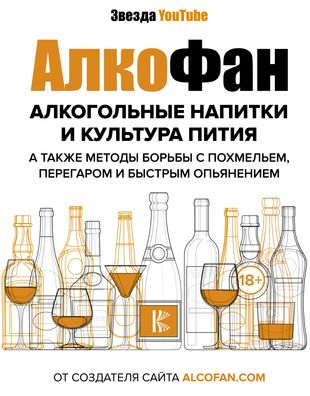 Звезда YouTube
АлкоФан
АЛКОГОЛЬНЫЕ НАПИТКИ
И КУЛЬТУРА ПИТИЯ
А ТАКЖЕ МЕТОДЫ БОРЬБЫ С ПОХМЕЛЬЕМ,
ПЕРЕГАРОМ И БЫСТРЫМ ОПЬЯНЕНИЕМ
18+
К
ОТ СОЗДАТЕЛЯ САЙТА ALCOFAN.COM